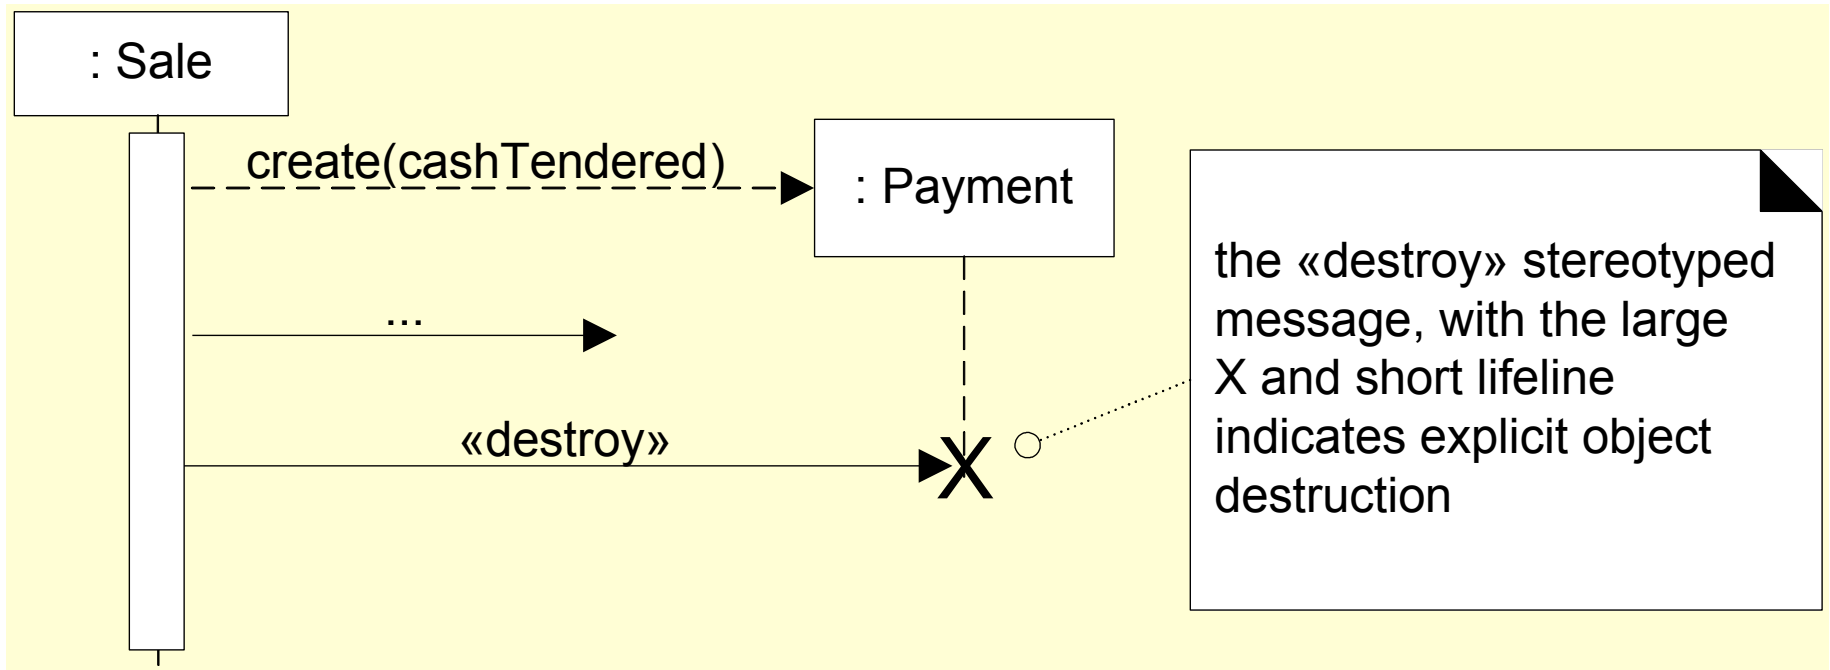 : Sale
create(cashTendered)
: Payment
...
«destroy»
X
the «destroy» stereotyped
message, with the large
X and short lifeline
indicates explicit object
destruction